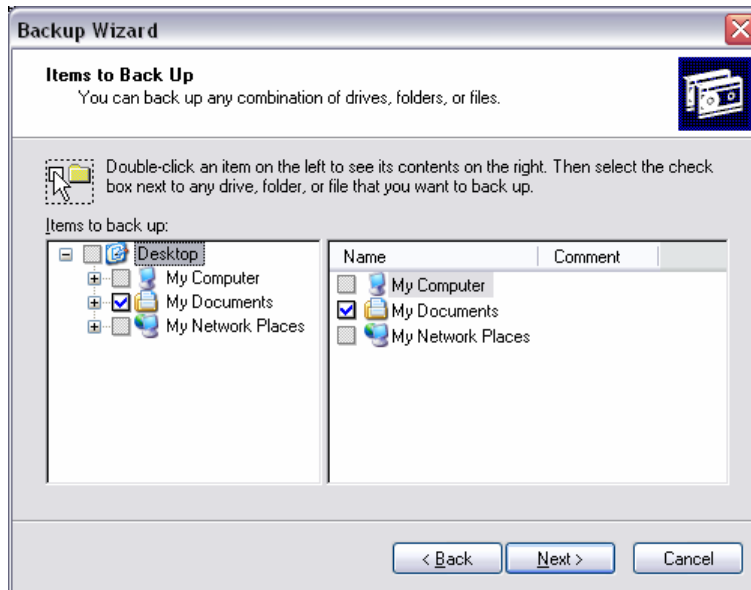 Backup Wizard
Items to Back Up
You can back up any combination of drives, folders, or files.
Double-click an item on the left to see its contents on the right. Then select the check
box next to any drive, folder, or file that you want to back up.
Items to back up:
Desktop
My Computer
My Documents
My Network Places
Name Comment
My Computer
My Documents
My Network Places
< Back Next > Cancel